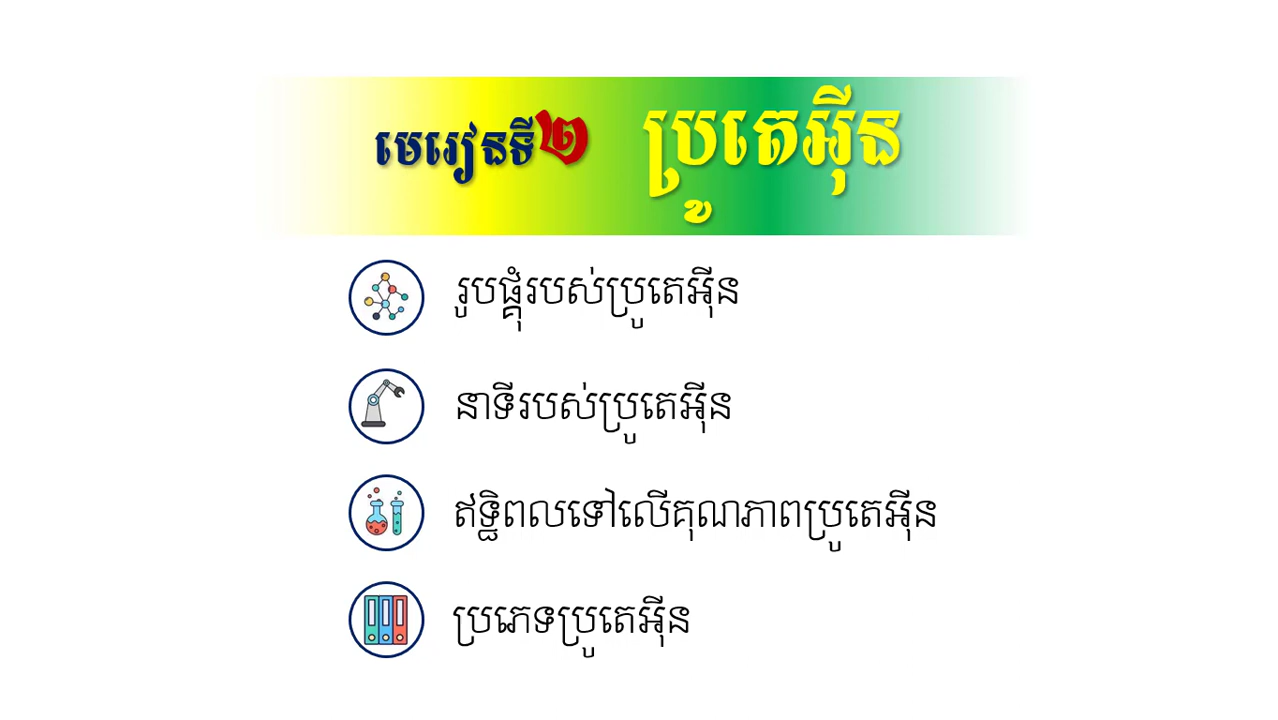 មេរៀនទី២ ប្រូតេអ៊ីន
រូបផ្គុំរបស់ប្រូតេអ៊ីន
នាទីរបស់ប្រូតេអ៊ីន
ឥទ្ធិពលទៅលើគុណភាពប្រូតេអ៊ីន
ប្រភេទប្រូតេអ៊ីន